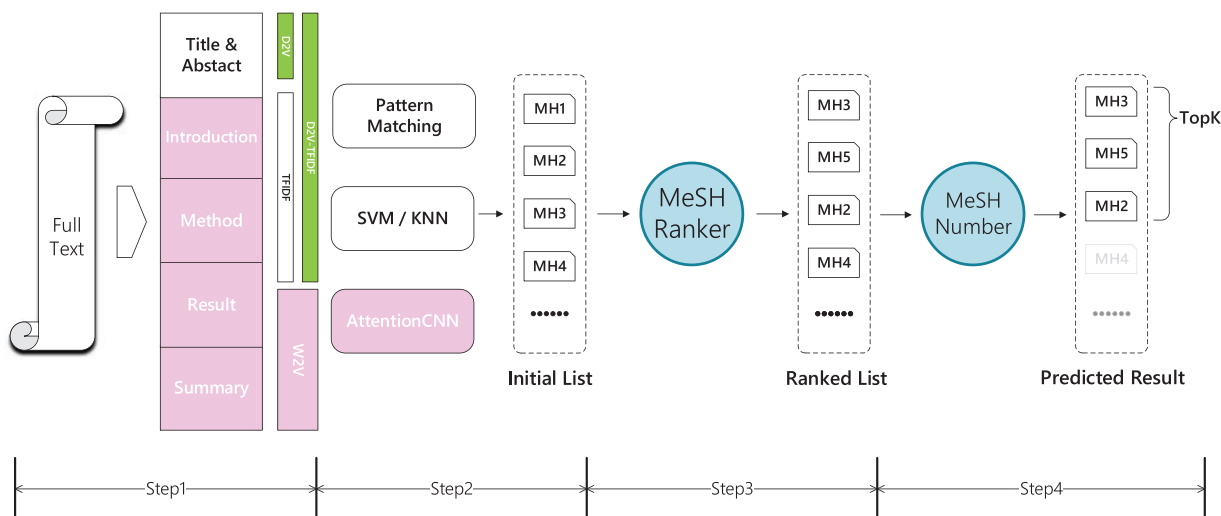 Full
Text
Title &
Abstact
Introduction
Method
Result
Summary
D2V
TFIDF
D2V-TFIDF
W2V
Pattern
Matching
SVM / KNN
AttentionCNN
MH1
MH2
MH3
MH4
••••••
Initial List
MeSH
Ranker
MH3
MH5
MH2
MH4
••••••
Ranked List
MeSH
Number
MH3
MH5
MH2
MH4
••••••
TopK
Predicted Result
Step1
Step2
Step3
Step4